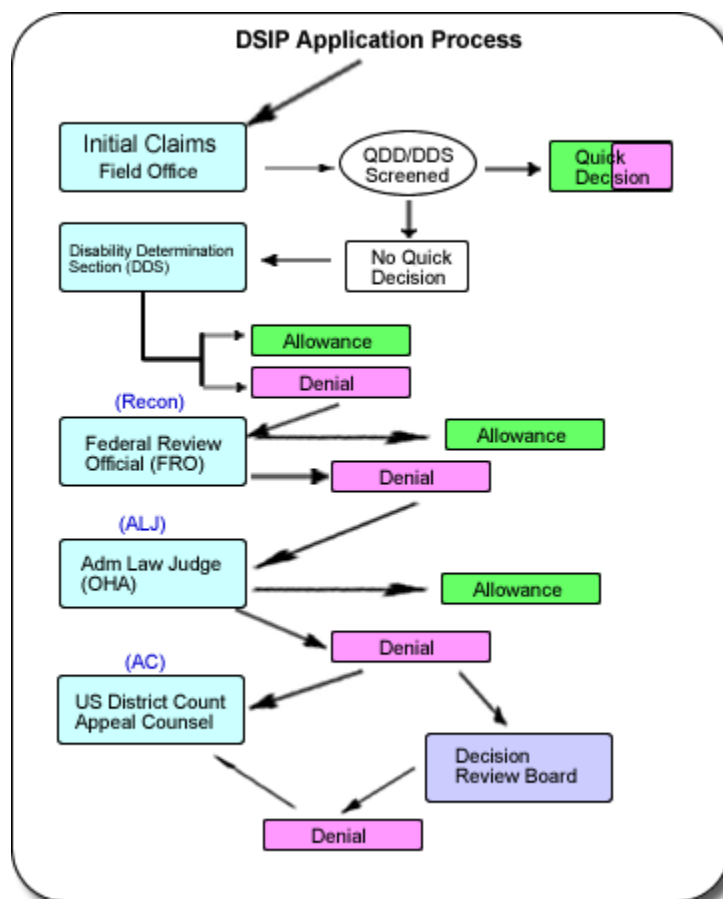 DSIP Application Process
Initial Claims
Field Office
QDD/DDS
Screened
Quick
Decision
Disability Determination
Section (DDS)
No Quick
Decision
Allowance
Denial
(Recon)
Federal Review
Official (FRO)
Allowance
Denial
(ALJ)
Adm Law Judge
(OHA)
Allowance
Denial
(AC)
US District Count
Appeal Counsel
Decision
Review Board
Denial